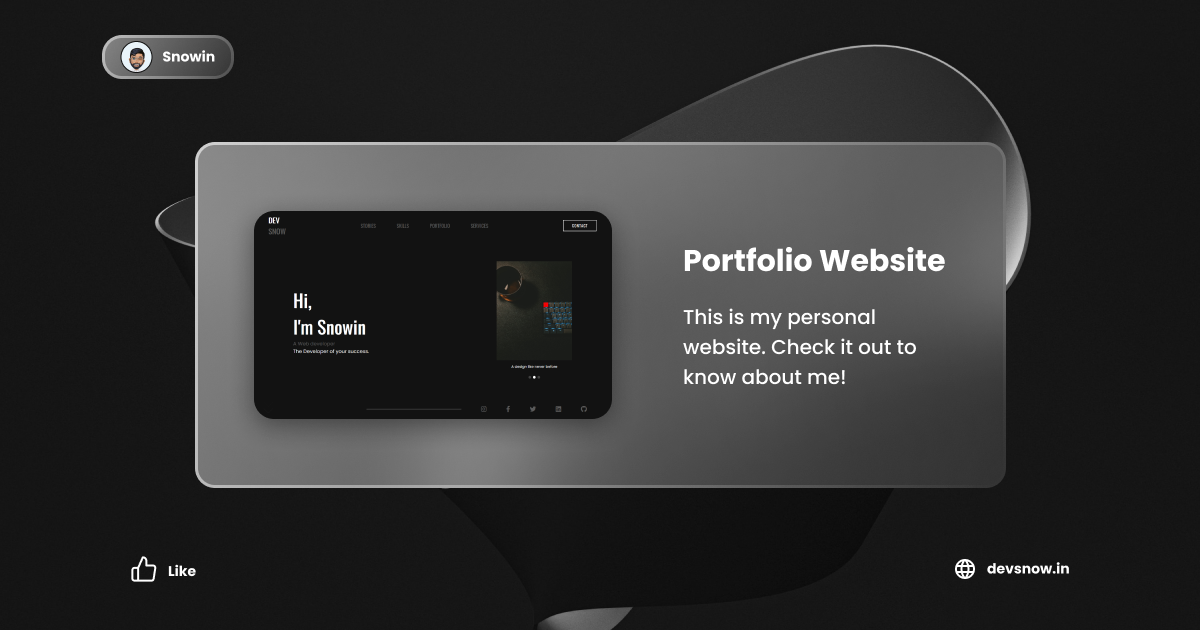 Snowin
DEV
SNOW
STORIES
SKILLS
PORTFOLIO
SERVICES
CONTACT
Hi,
I'm Snowin
A Web developer
The Developer of your success.
A design like never before
Portfolio Website
This is my personal
website. Check it out to
know about me!
Like
devsnow.in